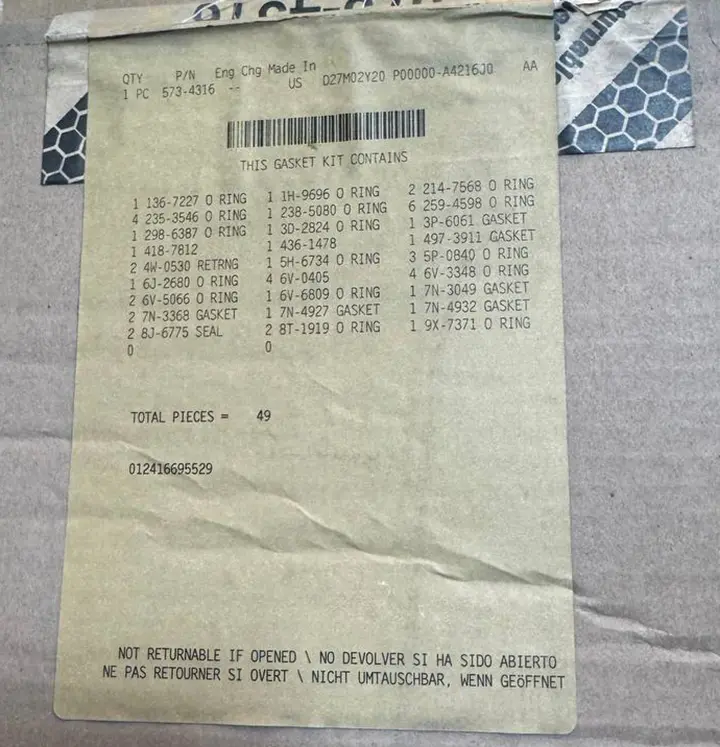 Returnable
QTY P/N Eng Chg Made In
1 PC 573-4316 -- US D27M02Y20 P00000-A4216J0 AA
THIS GASKET KIT CONTAINS
1 136-7227 O RING 1 1H-9696 O RING 2 214-7568 O RING
4 235-3546 O RING 1 238-5080 O RING 6 259-4598 O RING
1 298-6387 O RING 1 3D-2824 O RING 1 3P-6061 GASKET
1 418-7812 1 436-1478 1 497-3911 GASKET
2 4W-0530 RETRNG 1 5H-6734 O RING 3 5P-0840 O RING
1 6J-2680 O RING 4 6V-0405 4 6V-3348 O RING
2 6V-5066 O RING 1 6V-6809 O RING 1 7N-3049 GASKET
2 7N-3368 GASKET 1 7N-4927 GASKET 1 7N-4932 GASKET
2 8J-6775 SEAL 2 8T-1919 O RING 1 9X-7371 O RING
0 0
TOTAL PIECES = 49
012416695529
NOT RETURNABLE IF OPENED \ NO DEVOLVER SI HA SIDO ABIERTO
NE PAS RETOURNER SI OVERT \ NICHT UMTAUSCHBAR, WENN GEÖFFNET